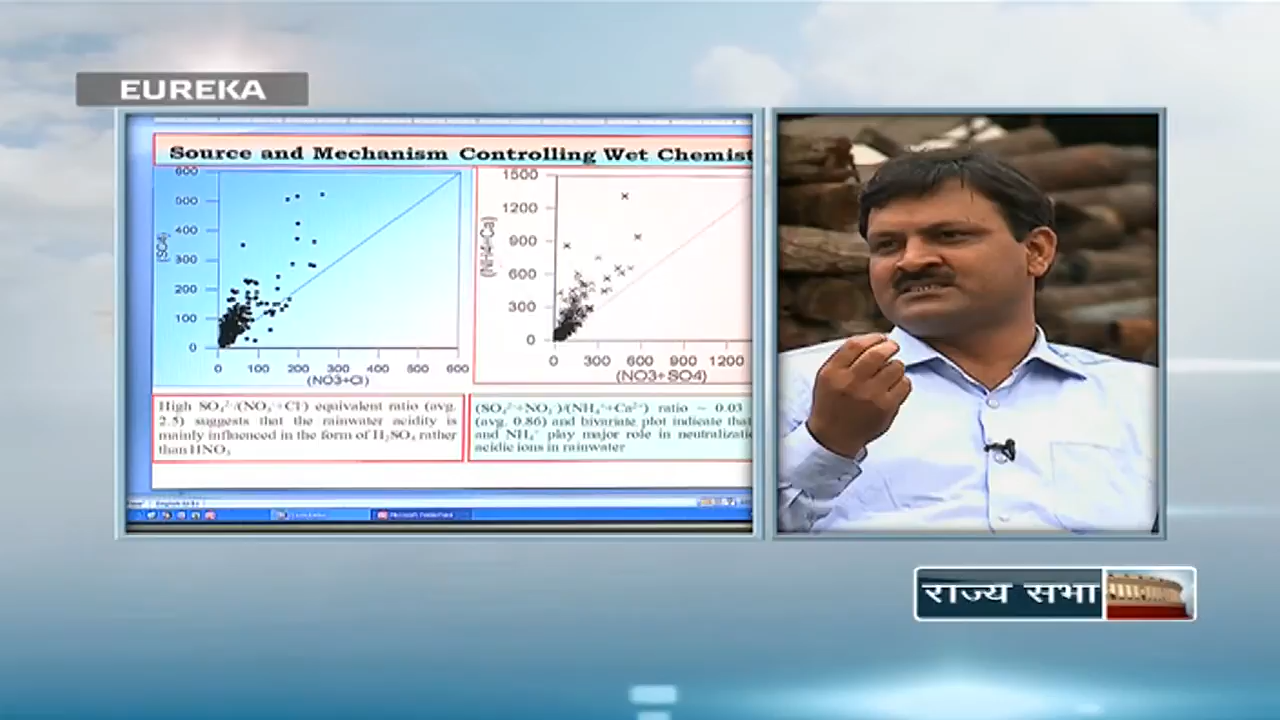 EUREKA
Source and Mechanism Controlling Wet Chemist
600
500
400
300
200
100
0
(SO4)
0 100 200 300 400 500 600
(NO3+Cl)
1500
1200
900
600
300
0
(NH4+Ca)
0 300 600 900 1200
(NO3+SO4)
High SO₄²⁻/(NO₃⁻+Cl⁻) equivalent ratio (avg.
2.5) suggests that the rainwater acidity is
mainly influenced in the form of H₂SO₄ rather
than HNO₃
(SO₄²⁻+NO₃⁻)/(NH₄⁺+Ca²⁺) ratio ~ 0.03
(avg. 0.86) and bivariate plot indicate that
and NH₄⁺ play major role in neutralizati
acidic ions in rainwater
राज्य सभा